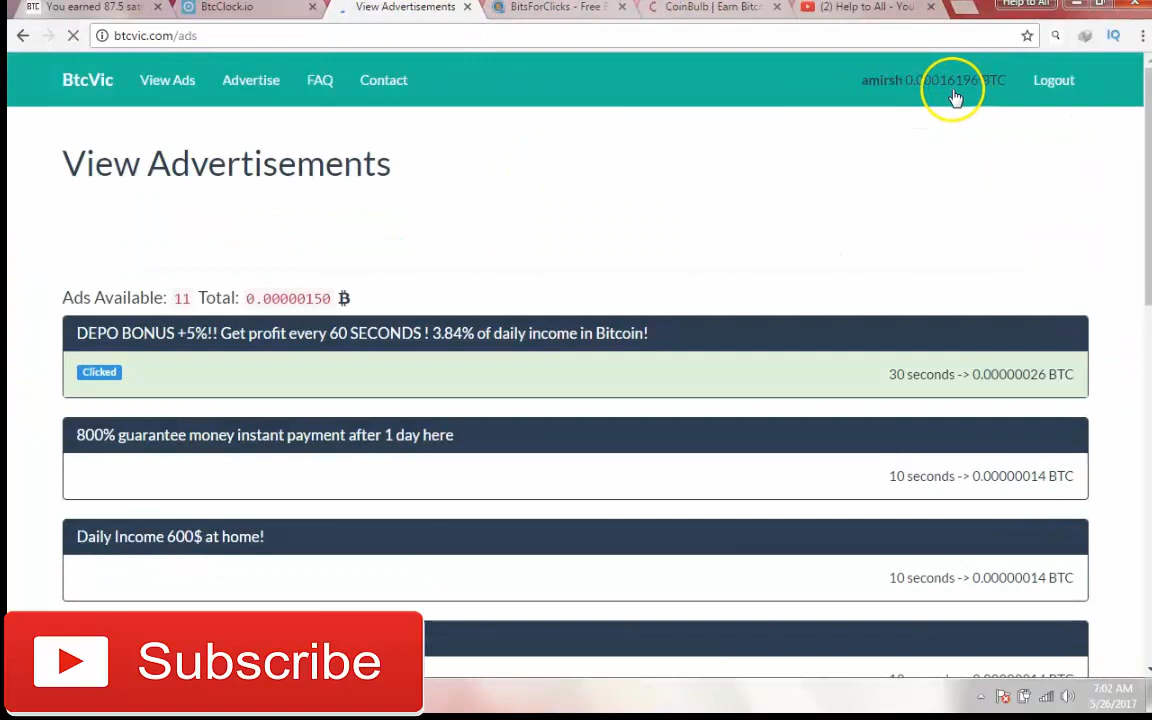 You earned 87.5 sati
BtcClock.io
View Advertisements
BitsForClicks - Free B
CoinBulb | Earn Bitco
(2) Help to All - You
Help to All
btcvic.com/ads
BtcVic View Ads Advertise FAQ Contact amirsh 0.00016196 BTC Logout
View Advertisements
Ads Available: 11 Total: 0.00000150
DEPO BONUS +5%!! Get profit every 60 SECONDS ! 3.84% of daily income in Bitcoin!
Clicked 30 seconds -> 0.00000026 BTC
800% guarantee money instant payment after 1 day here
10 seconds -> 0.00000014 BTC
Daily Income 600$ at home!
10 seconds -> 0.00000014 BTC
Subscribe
7:02 AM
5/26/2017